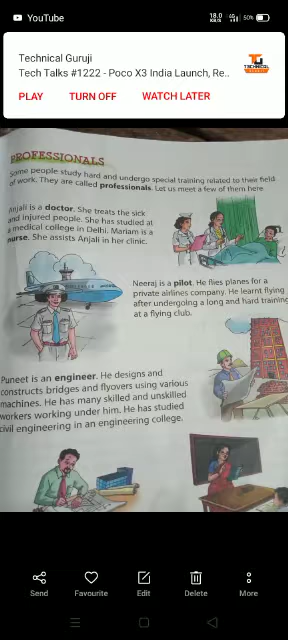 YouTube
18.0
KB/S
4G
50%
Technical Guruji
Tech Talks #1222 - Poco X3 India Launch, Re..
TECHNICAL
PLAY TURN OFF WATCH LATER
PROFESSIONALS
Some people study hard and undergo special training related to their field
of work. They are called professionals. Let us meet a few of them here.
Anjali is a doctor. She treats the sick
and injured people. She has studied at
a medical college in Delhi. Mariam is a
nurse. She assists Anjali in her clinic.
Neeraj is a pilot. He flies planes for a
private airlines company. He learnt flying
after undergoing a long and hard training
at a flying club.
Puneet is an engineer. He designs and
constructs bridges and flyovers using various
machines. He has many skilled and unskilled
workers working under him. He has studied
civil engineering in an engineering college.
Send Favourite Edit Delete More